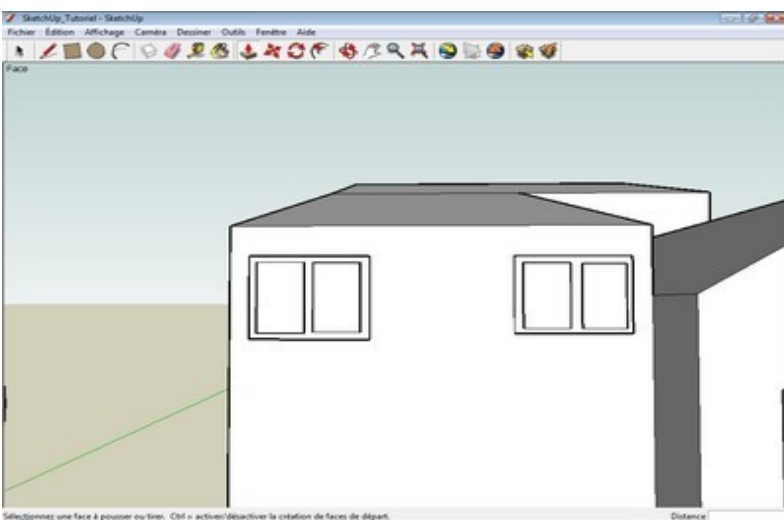 SketchUp_Tutoriel - SketchUp
Fichier Édition Affichage Caméra Dessiner Outils Fenêtre Aide
Face
Sélectionnez une face à pousser ou tirer. Ctrl = activer/désactiver la création de faces de départ.
Distance